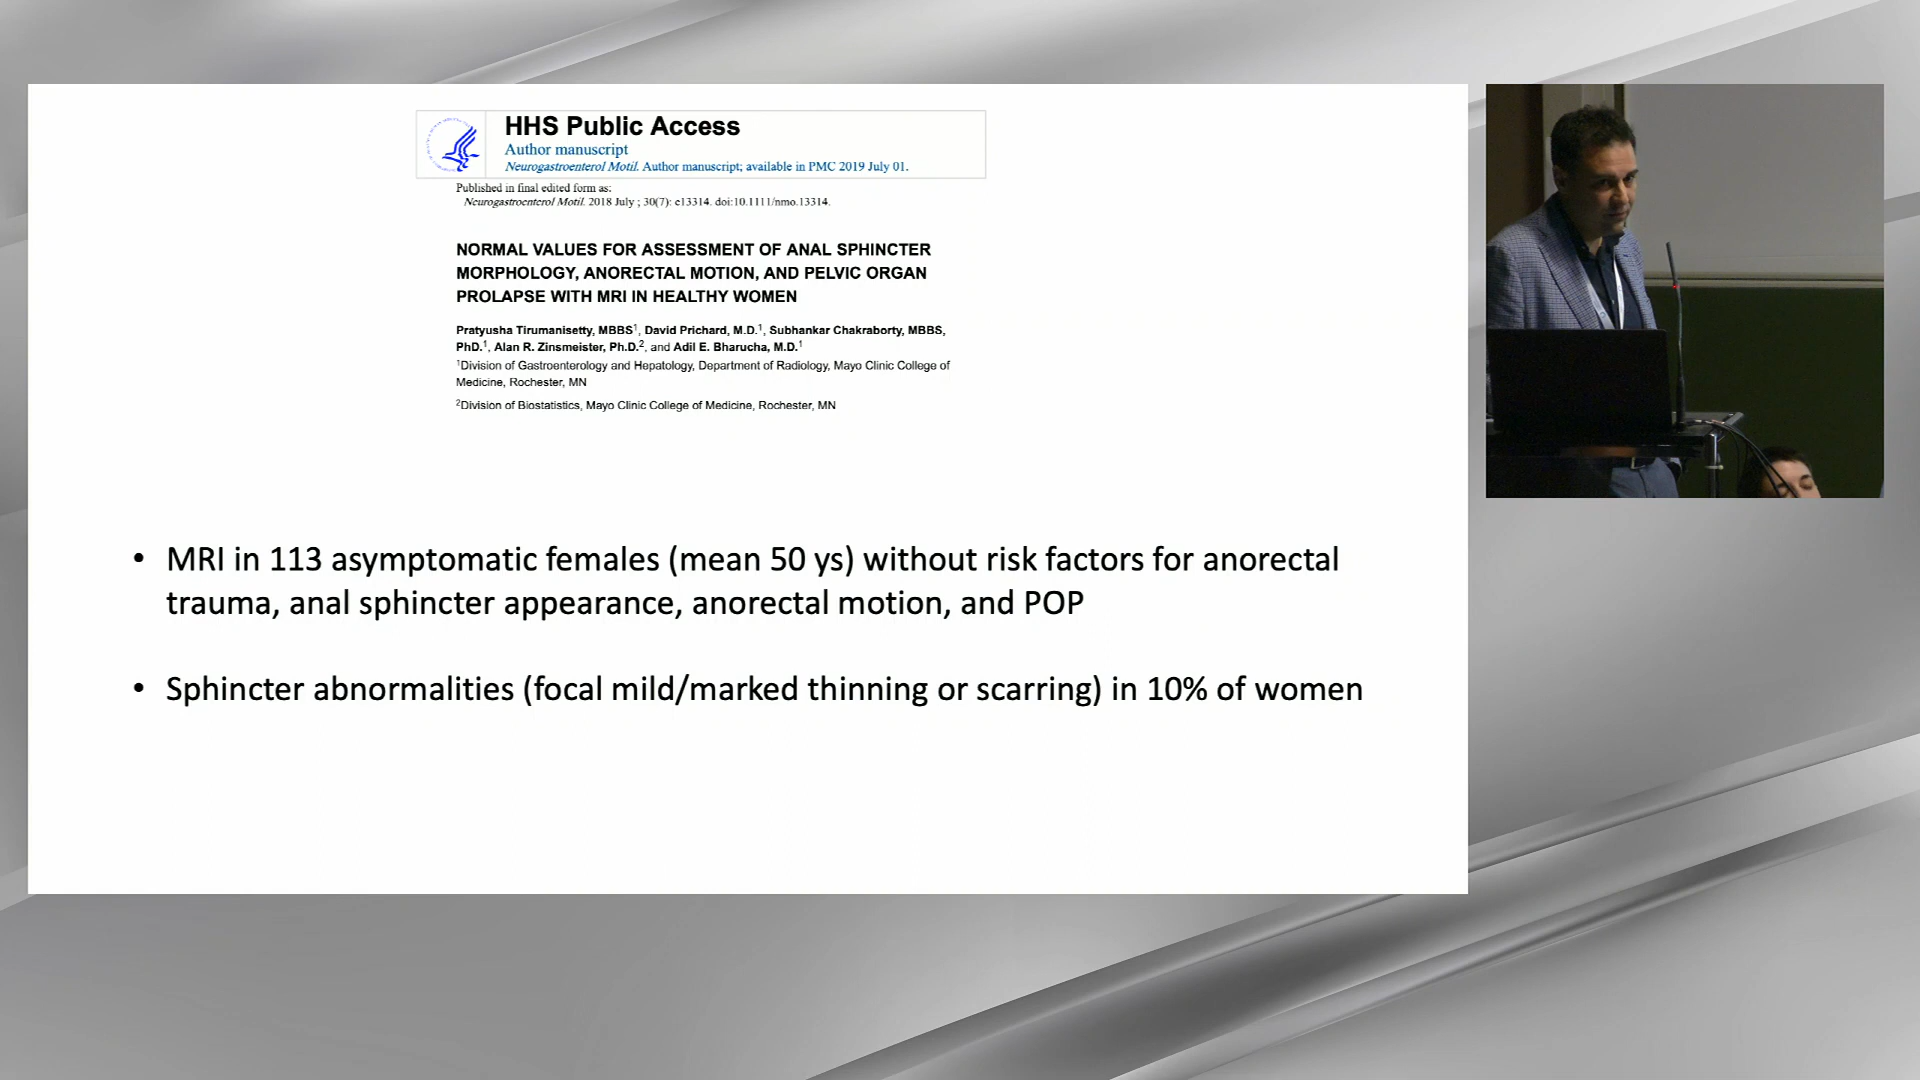 HHS Public Access
Author manuscript
Neurogastroenterol Motil. Author manuscript; available in PMC 2019 July 01.
Published in final edited form as:
Neurogastroenterol Motil. 2018 July ; 30(7): e13314. doi:10.1111/nmo.13314.
NORMAL VALUES FOR ASSESSMENT OF ANAL SPHINCTER
MORPHOLOGY, ANORECTAL MOTION, AND PELVIC ORGAN
PROLAPSE WITH MRI IN HEALTHY WOMEN
Pratyusha Tirumanisetty, MBBS1, David Prichard, M.D.1, Subhankar Chakraborty, MBBS,
PhD.1, Alan R. Zinsmeister, Ph.D.2, and Adil E. Bharucha, M.D.1
1Division of Gastroenterology and Hepatology, Department of Radiology, Mayo Clinic College of
Medicine, Rochester, MN
2Division of Biostatistics, Mayo Clinic College of Medicine, Rochester, MN
• MRI in 113 asymptomatic females (mean 50 ys) without risk factors for anorectal
trauma, anal sphincter appearance, anorectal motion, and POP
• Sphincter abnormalities (focal mild/marked thinning or scarring) in 10% of women